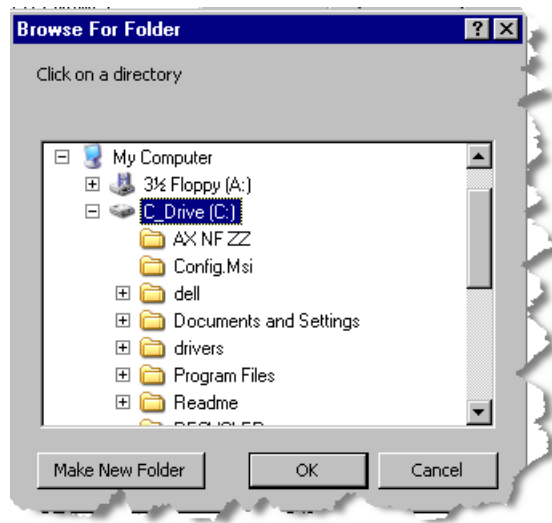 Browse For Folder
Click on a directory
My Computer
3½ Floppy (A:)
C_Drive (C:)
AX NF ZZ
Config.Msi
dell
Documents and Settings
drivers
Program Files
Readme
Make New Folder
OK
Cancel